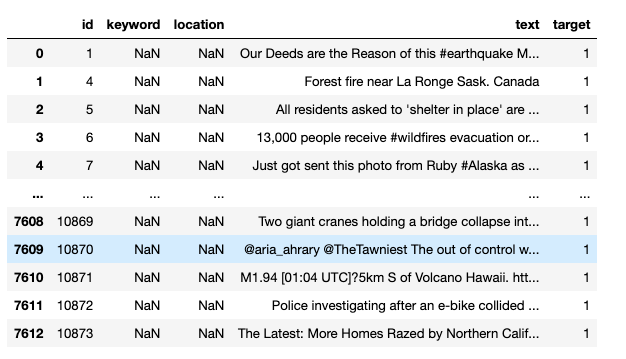 id keyword location text target
0 1 NaN NaN Our Deeds are the Reason of this #earthquake M... 1
1 4 NaN NaN Forest fire near La Ronge Sask. Canada 1
2 5 NaN NaN All residents asked to 'shelter in place' are ... 1
3 6 NaN NaN 13,000 people receive #wildfires evacuation or... 1
4 7 NaN NaN Just got sent this photo from Ruby #Alaska as ... 1
... ... ... ... ... ...
7608 10869 NaN NaN Two giant cranes holding a bridge collapse int... 1
7609 10870 NaN NaN @aria_ahrary @TheTawniest The out of control w... 1
7610 10871 NaN NaN M1.94 [01:04 UTC]?5km S of Volcano Hawaii. htt... 1
7611 10872 NaN NaN Police investigating after an e-bike collided ... 1
7612 10873 NaN NaN The Latest: More Homes Razed by Northern Calif... 1